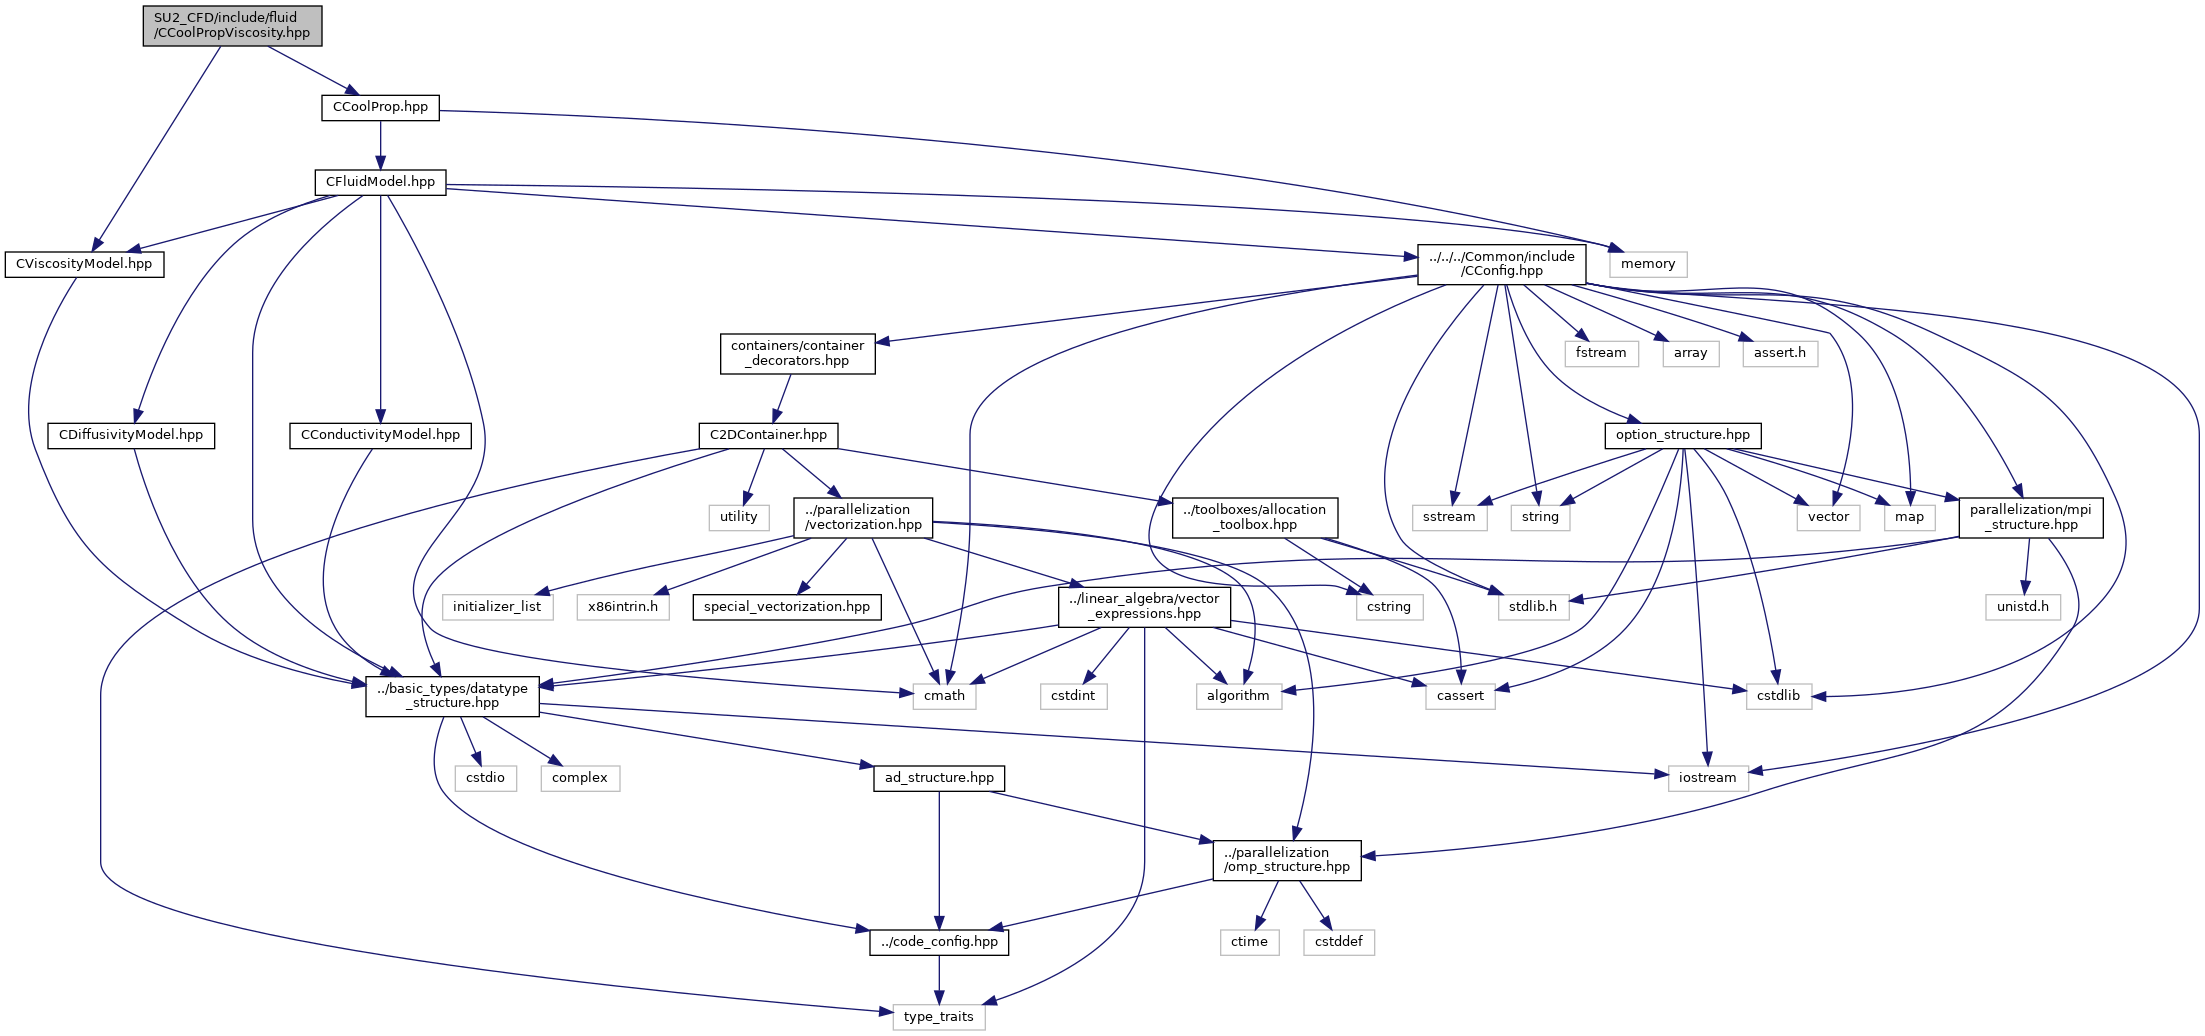 SU2_CFD/include/fluid
/CCoolPropViscosity.hpp
CCoolProp.hpp
CFluidModel.hpp
CViscosityModel.hpp
../../../Common/include
/CConfig.hpp
memory
containers/container
_decorators.hpp
fstream
array
assert.h
CDiffusivityModel.hpp
CConductivityModel.hpp
C2DContainer.hpp
option_structure.hpp
utility
../parallelization
/vectorization.hpp
../toolboxes/allocation
_toolbox.hpp
sstream
string
vector
map
parallelization/mpi
_structure.hpp
initializer_list
x86intrin.h
special_vectorization.hpp
../linear_algebra/vector
_expressions.hpp
cstring
stdlib.h
unistd.h
../basic_types/datatype
_structure.hpp
cmath
cstdint
algorithm
cassert
cstdlib
cstdio
complex
ad_structure.hpp
iostream
../parallelization
/omp_structure.hpp
../code_config.hpp
ctime
cstddef
type_traits